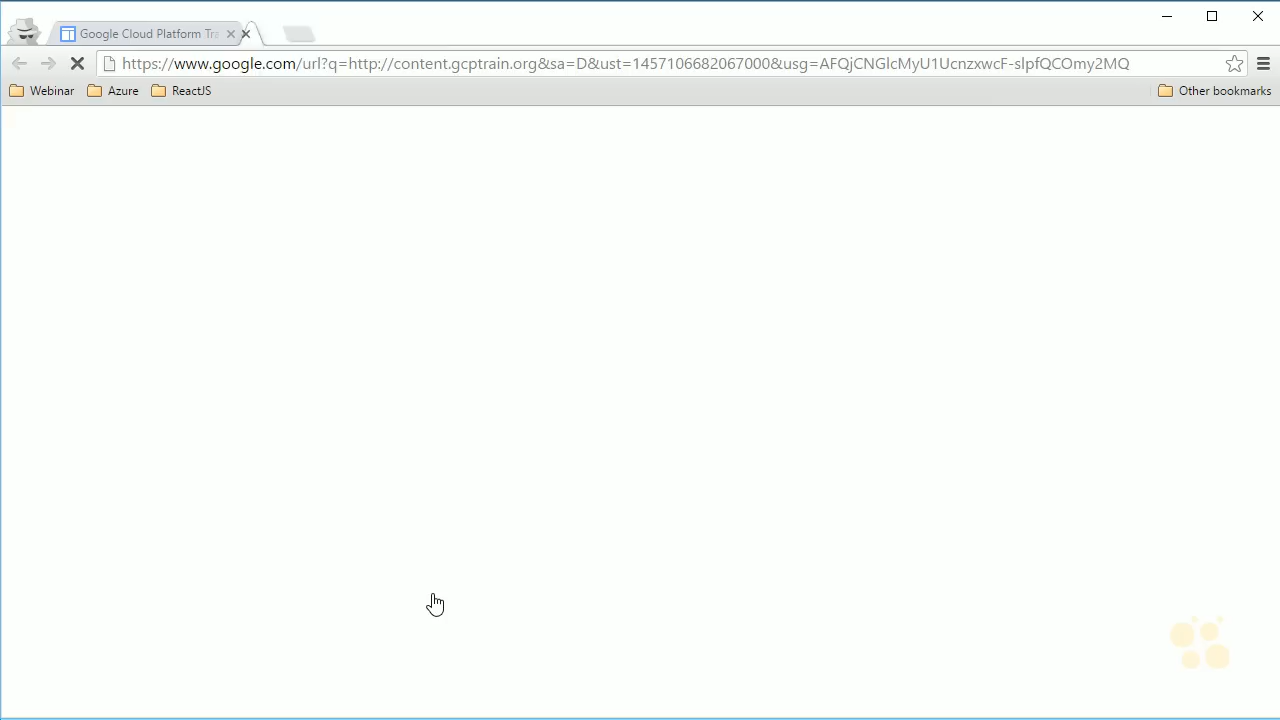 Google Cloud Platform Tra
https://www.google.com/url?q=http://content.gcptrain.org&sa=D&ust=1457106682067000&usg=AFQjCNGlcMyU1UcnzxwcF-slpfQCOmy2MQ
Webinar Azure ReactJS Other bookmarks